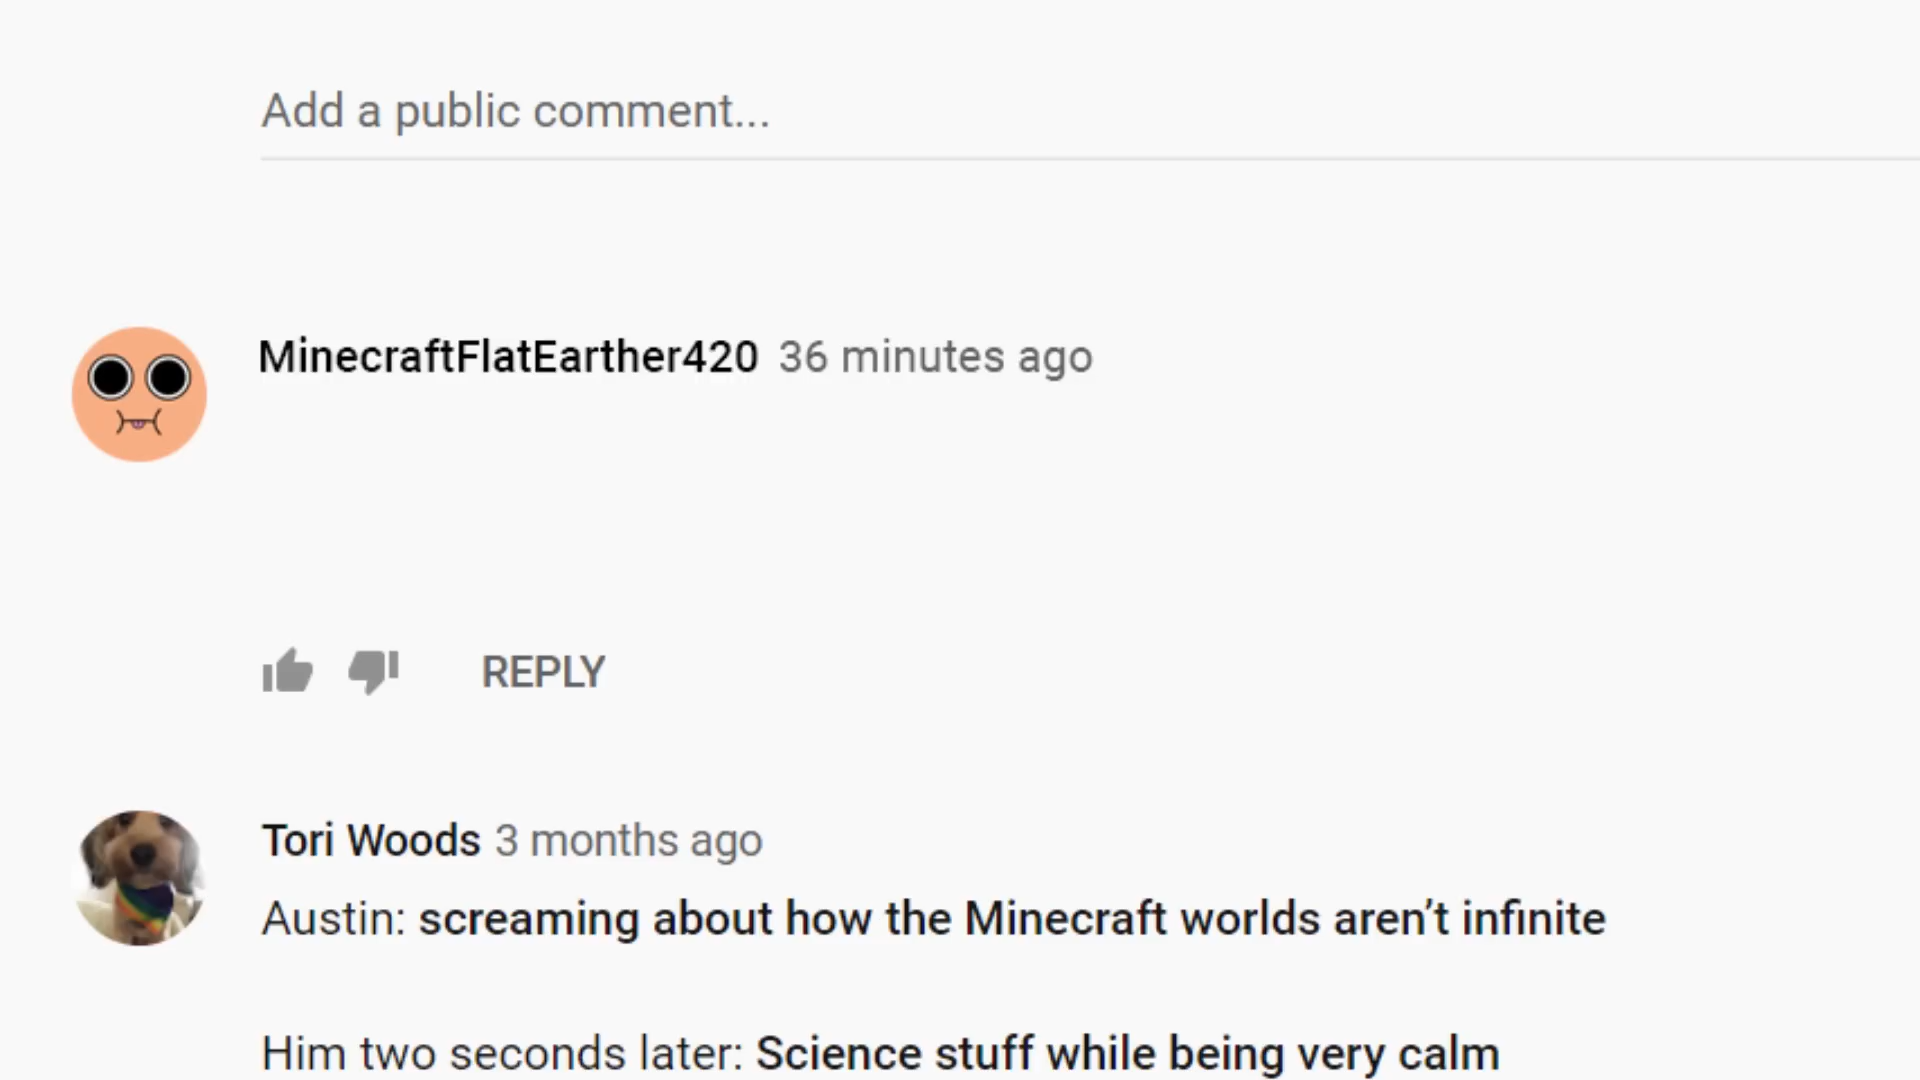 Add a public comment...
MinecraftFlatEarther420 36 minutes ago
REPLY
Tori Woods 3 months ago
Austin: screaming about how the Minecraft worlds aren’t infinite
Him two seconds later: Science stuff while being very calm